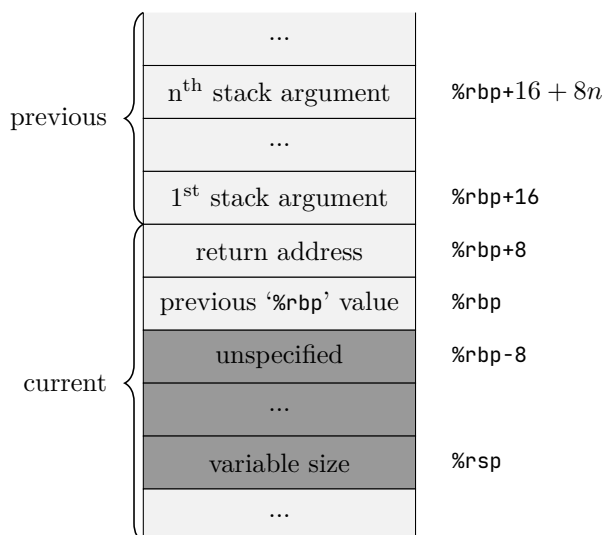 ...
nth stack argument %rbp+16 + 8n
previous
...
1st stack argument %rbp+16
return address %rbp+8
previous ‘%rbp’ value %rbp
unspecified %rbp-8
current
...
variable size %rsp
...